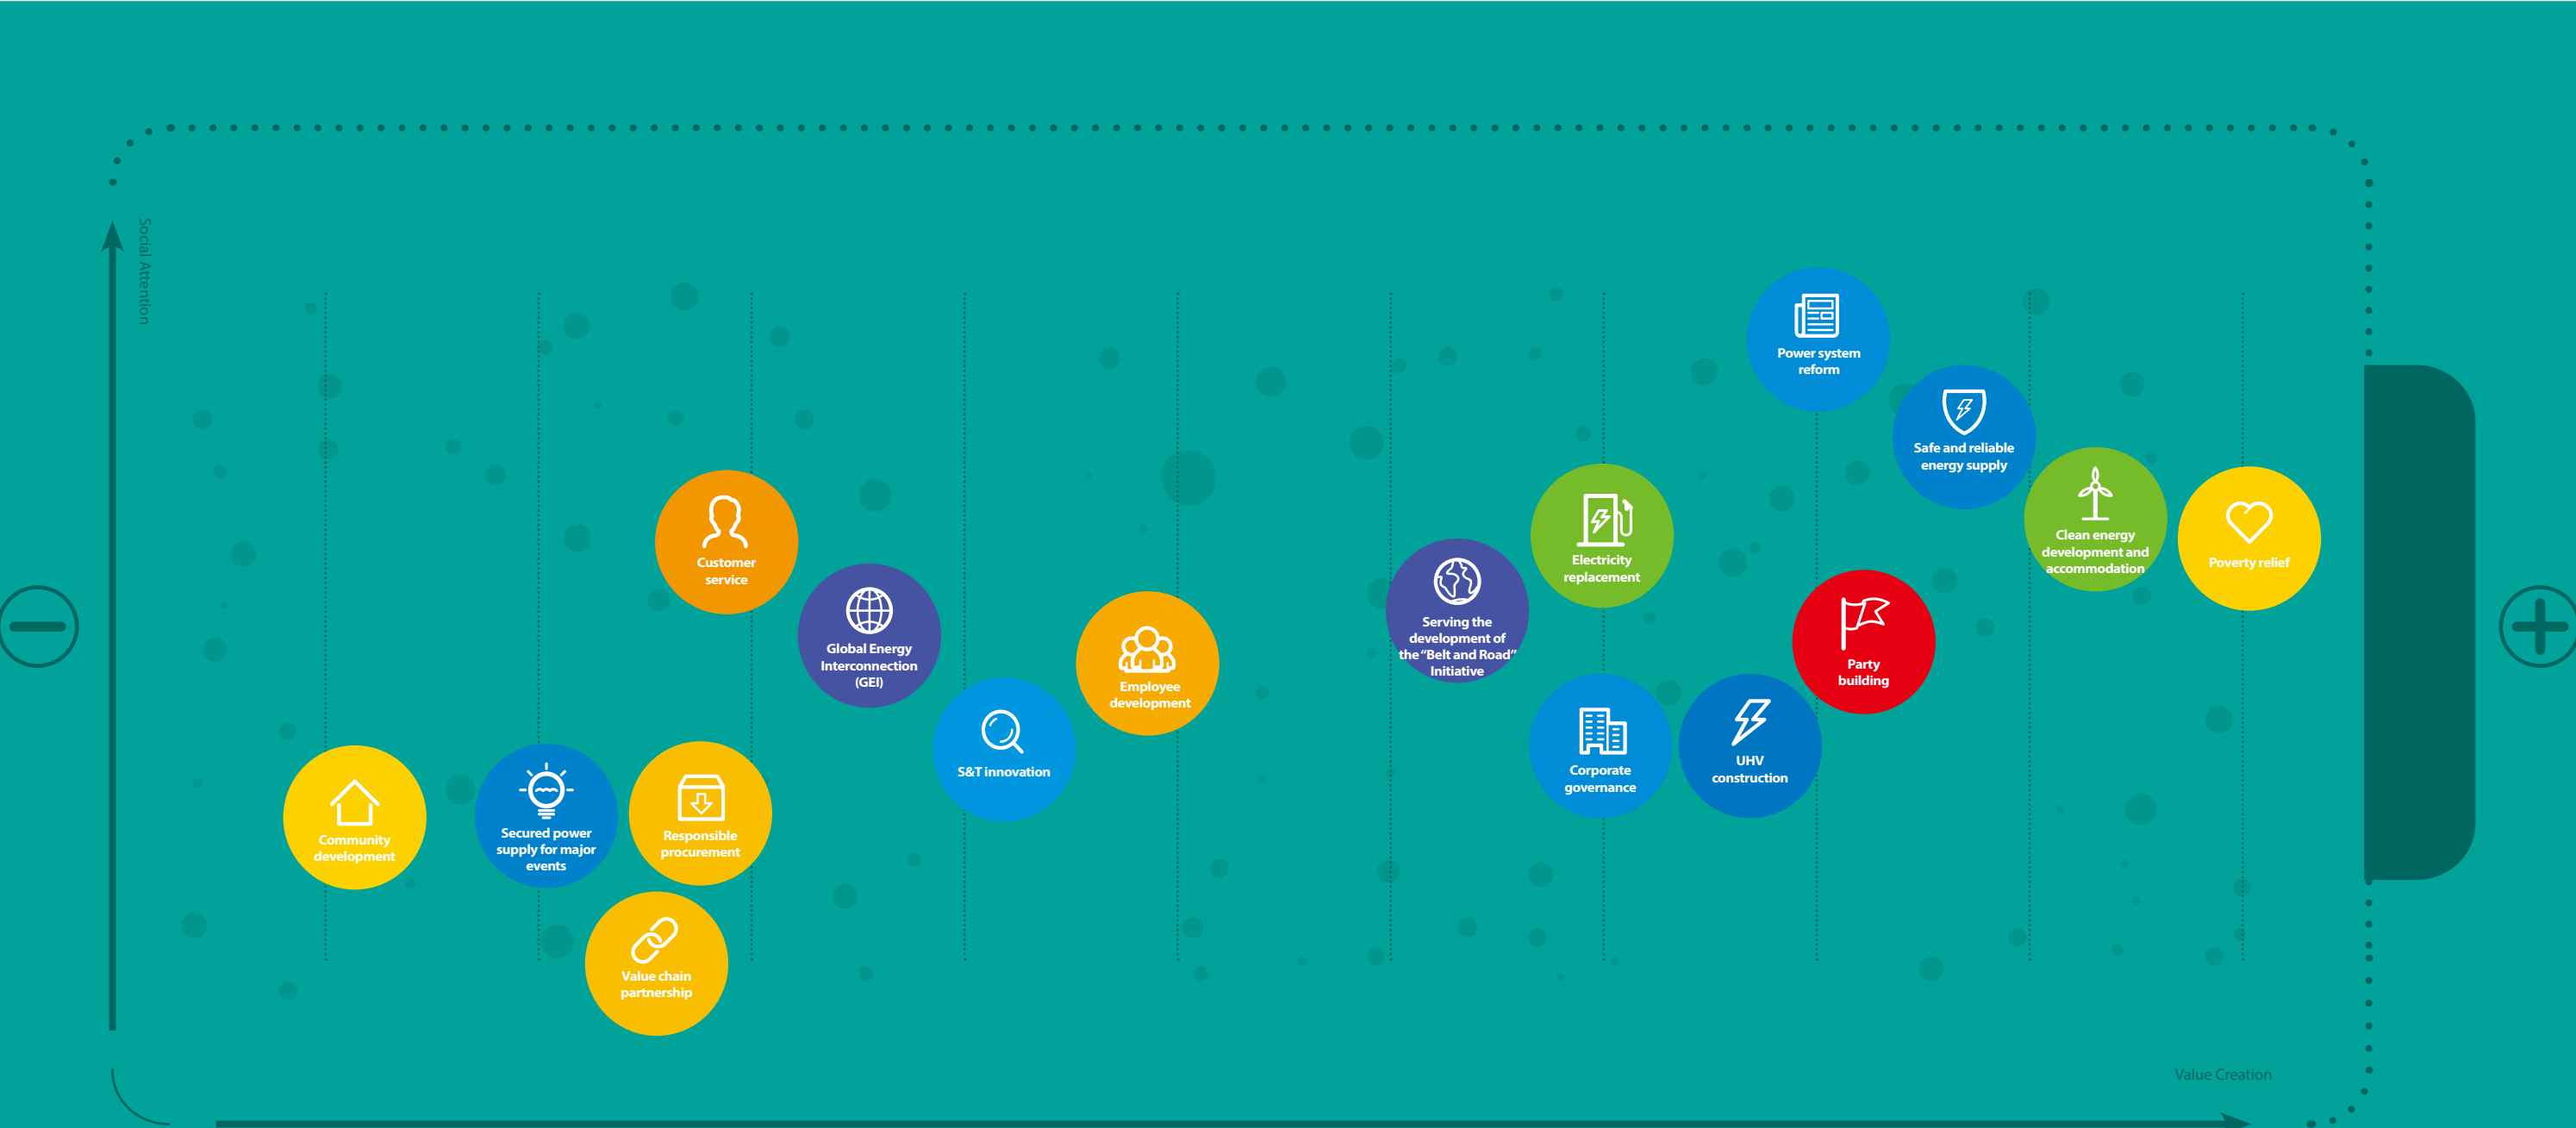 Social Attention
Power system
reform
Safe and reliable
energy supply
Customer
service
Electricity
replacement
Clean energy
development and
accommodation
Poverty relief
Global Energy
Interconnection
(GEI)
Employee
development
Serving the
development of
the “Belt and Road”
Initiative
Party
building
S&T innovation
Corporate
governance
UHV
construction
Community
development
Secured power
supply for major
events
Responsible
procurement
Value chain
partnership
Value Creation